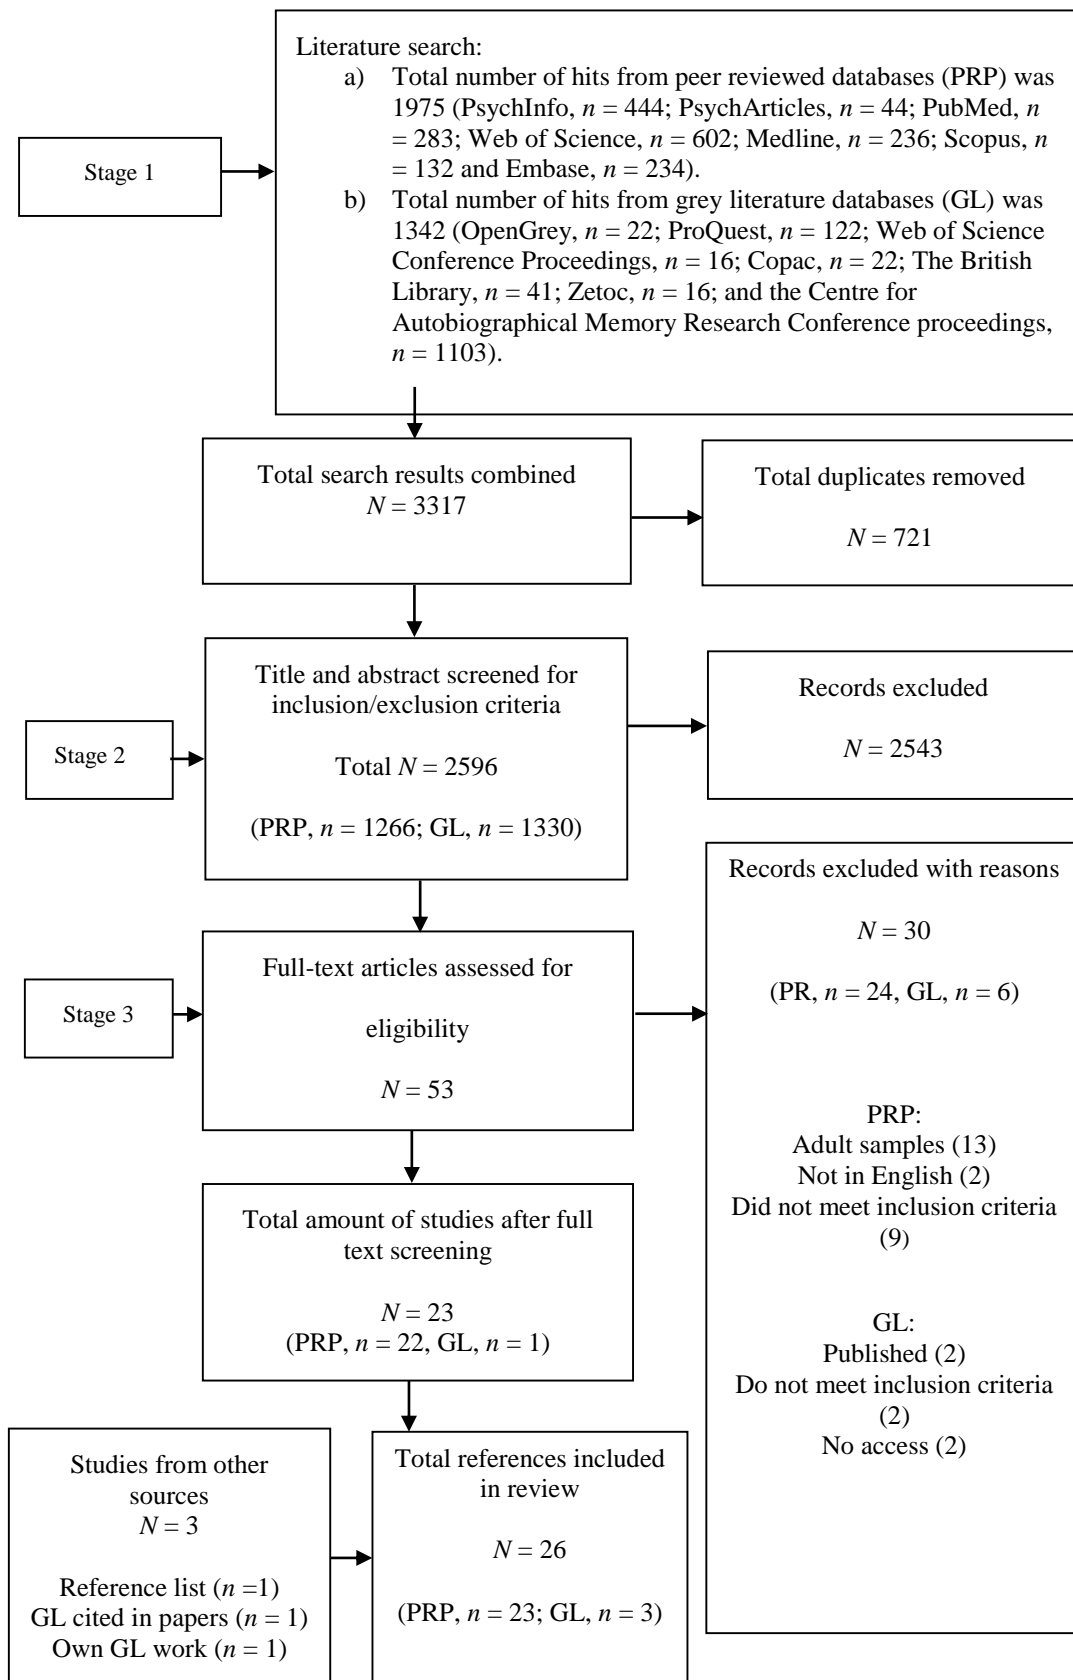 Literature search:
a) Total number of hits from peer reviewed databases (PRP) was
1975 (PsychInfo, n = 444; PsychArticles, n = 44; PubMed, n
= 283; Web of Science, n = 602; Medline, n = 236; Scopus, n
= 132 and Embase, n = 234).
b) Total number of hits from grey literature databases (GL) was
1342 (OpenGrey, n = 22; ProQuest, n = 122; Web of Science
Conference Proceedings, n = 16; Copac, n = 22; The British
Library, n = 41; Zetoc, n = 16; and the Centre for
Autobiographical Memory Research Conference proceedings,
n = 1103).
Stage 1
Total search results combined
N = 3317
Total duplicates removed
N = 721
Title and abstract screened for
inclusion/exclusion criteria
Total N = 2596
(PRP, n = 1266; GL, n = 1330)
Stage 2
Records excluded
N = 2543
Full-text articles assessed for
eligibility
N = 53
Stage 3
Records excluded with reasons
N = 30
(PR, n = 24, GL, n = 6)
PRP:
Adult samples (13)
Not in English (2)
Did not meet inclusion criteria
(9)
GL:
Published (2)
Do not meet inclusion criteria
(2)
No access (2)
Total amount of studies after full
text screening
N = 23
(PRP, n = 22, GL, n = 1)
Studies from other
sources
N = 3
Reference list (n =1)
GL cited in papers (n = 1)
Own GL work (n = 1)
Total references included
in review
N = 26
(PRP, n = 23; GL, n = 3)